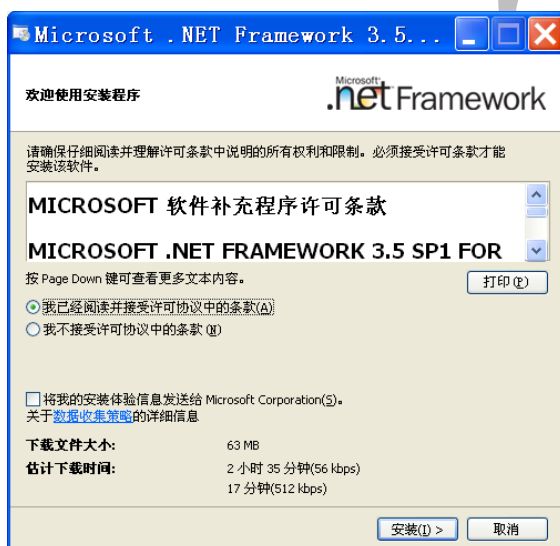 Microsoft .NET Framework 3.5...
欢迎使用安装程序
Microsoft
.net Framework
请确保仔细阅读并理解许可条款中说明的所有权利和限制。必须接受许可条款才能
安装该软件。
MICROSOFT 软件补充程序许可条款
MICROSOFT .NET FRAMEWORK 3.5 SP1 FOR
按 Page Down 键可查看更多文本内容。
打印(P)
我已经阅读并接受许可协议中的条款(A)
我不接受许可协议中的条款(N)
将我的安装体验信息发送给 Microsoft Corporation(S)。
关于数据收集策略的详细信息
下载文件大小: 63 MB
估计下载时间: 2 小时 35 分钟(56 kbps)
17 分钟(512 kbps)
安装(I) > 取消